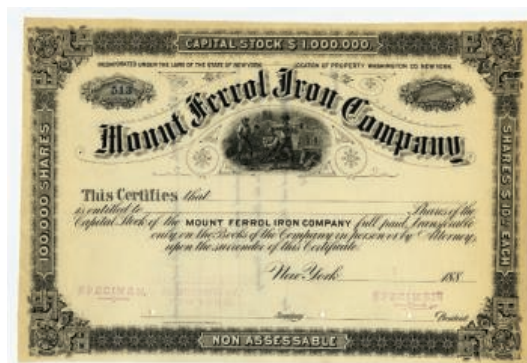 CAPITAL STOCK $1,000,000.
INCORPORATED UNDER THE LAWS OF THE STATE OF NEW YORK
LOCATION OF PROPERTY WASHINGTON CO. NEW YORK.
513
Mount Ferrol Iron Company
100,000 SHARES
SHARES $10. EACH
This Certifies that
is entitled to Shares of the
Capital Stock of the MOUNT FERROL IRON COMPANY full paid, transferable
only on the Books of the Company in person or by Attorney,
upon the surrender of this Certificate.
New York 188
SPECIMEN SPECIMEN
Secretary President
NON ASSESSABLE